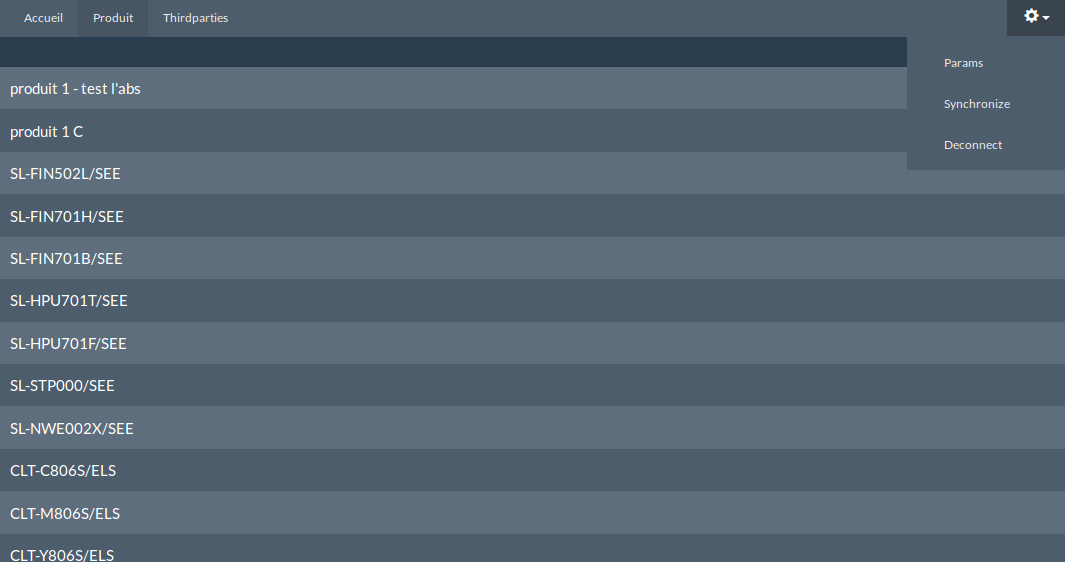 Accueil Produit Thirdparties
Params
Synchronize
Deconnect
produit 1 - test l'abs
produit 1 C
SL-FIN502L/SEE
SL-FIN701H/SEE
SL-FIN701B/SEE
SL-HPU701T/SEE
SL-HPU701F/SEE
SL-STP000/SEE
SL-NWE002X/SEE
CLT-C806S/ELS
CLT-M806S/ELS
CLT-Y806S/ELS